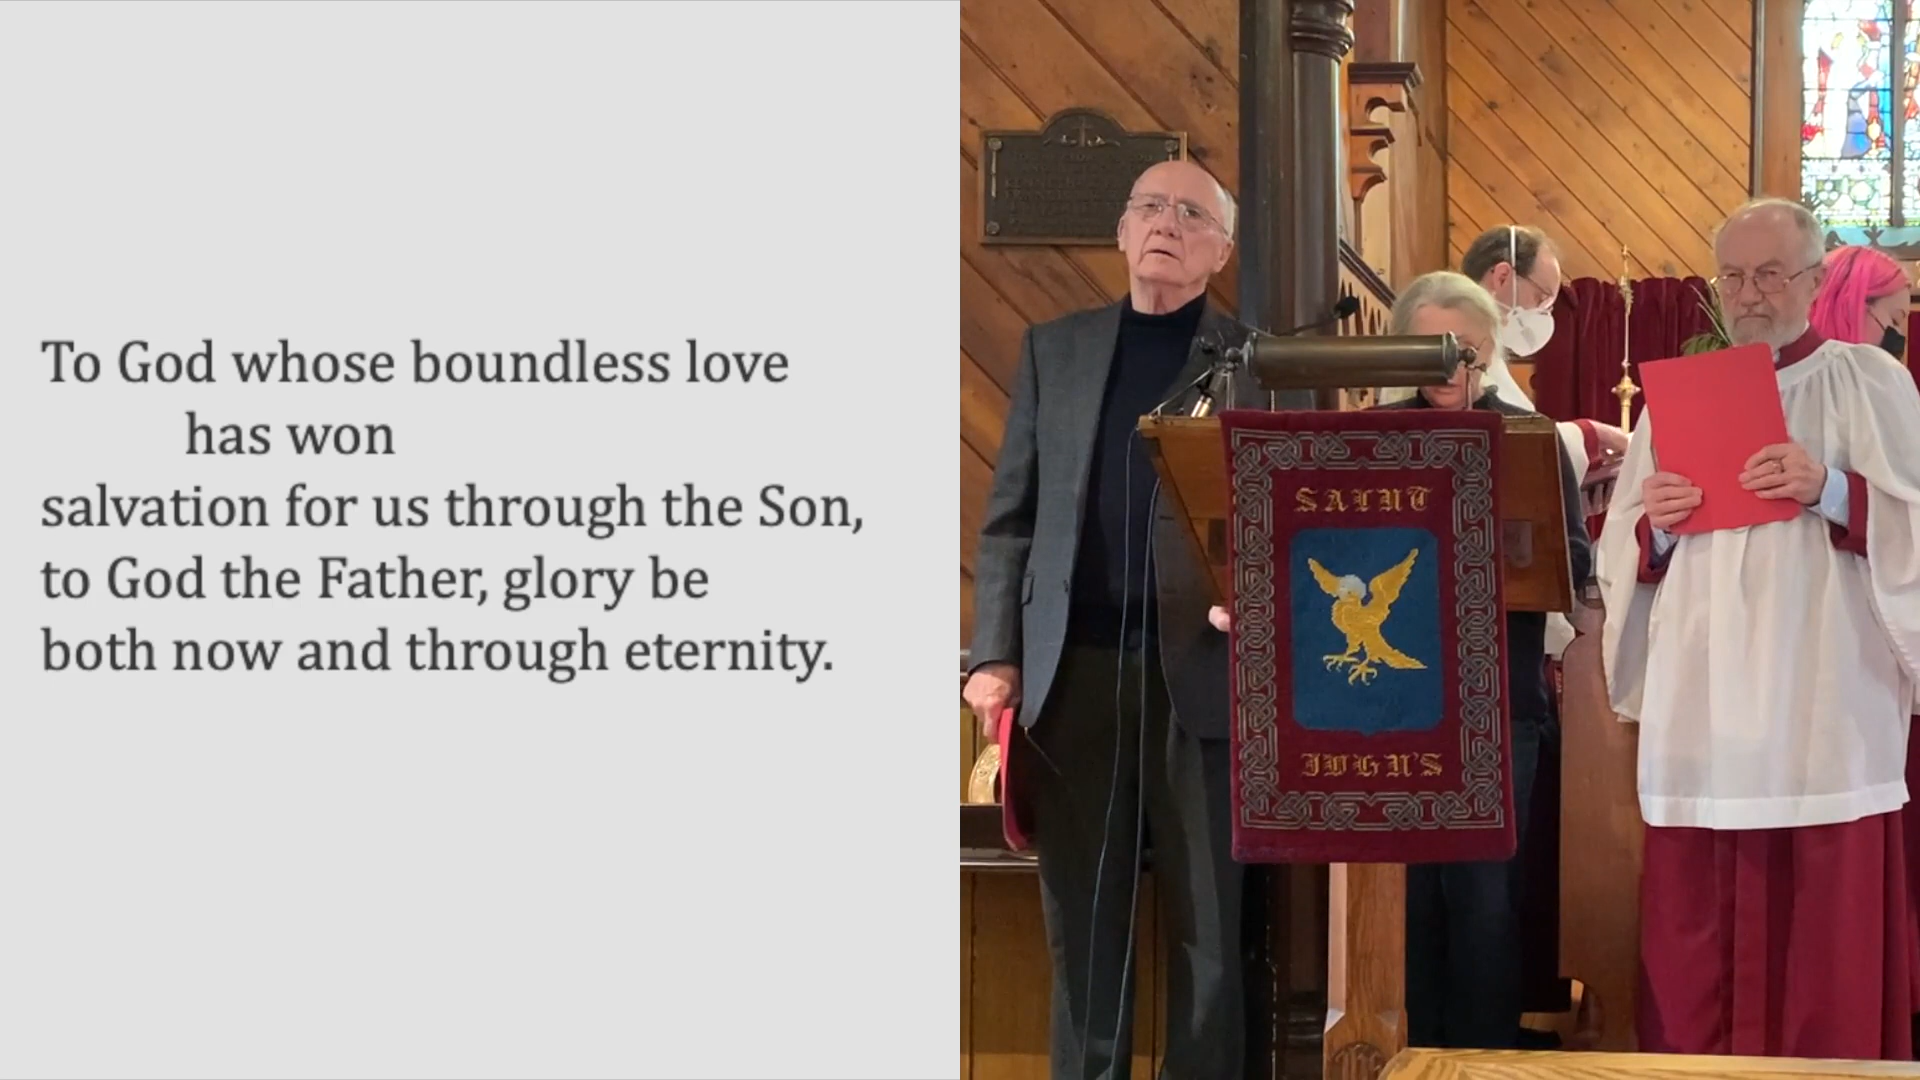 To God whose boundless love
has won
salvation for us through the Son,
to God the Father, glory be
both now and through eternity.
SAINT
JOHN'S